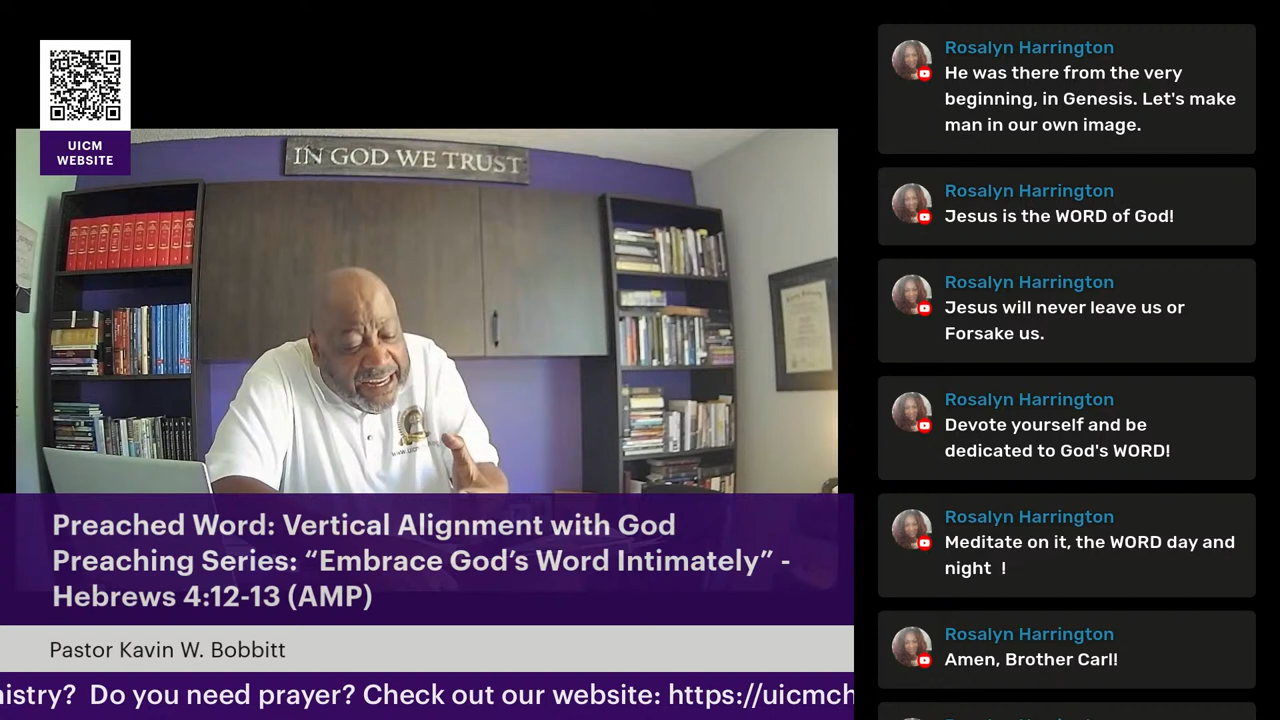 UICM
WEBSITE
IN GOD WE TRUST
Preached Word: Vertical Alignment with God
Preaching Series: “Embrace God’s Word Intimately” -
Hebrews 4:12-13 (AMP)
Pastor Kavin W. Bobbitt
Do you need prayer? Check out our website: https://uicmch
Rosalyn Harrington
He was there from the very
beginning, in Genesis. Let's make
man in our own image.
Rosalyn Harrington
Jesus is the WORD of God!
Rosalyn Harrington
Jesus will never leave us or
Forsake us.
Rosalyn Harrington
Devote yourself and be
dedicated to God's WORD!
Rosalyn Harrington
Meditate on it, the WORD day and
night !
Rosalyn Harrington
Amen, Brother Carl!